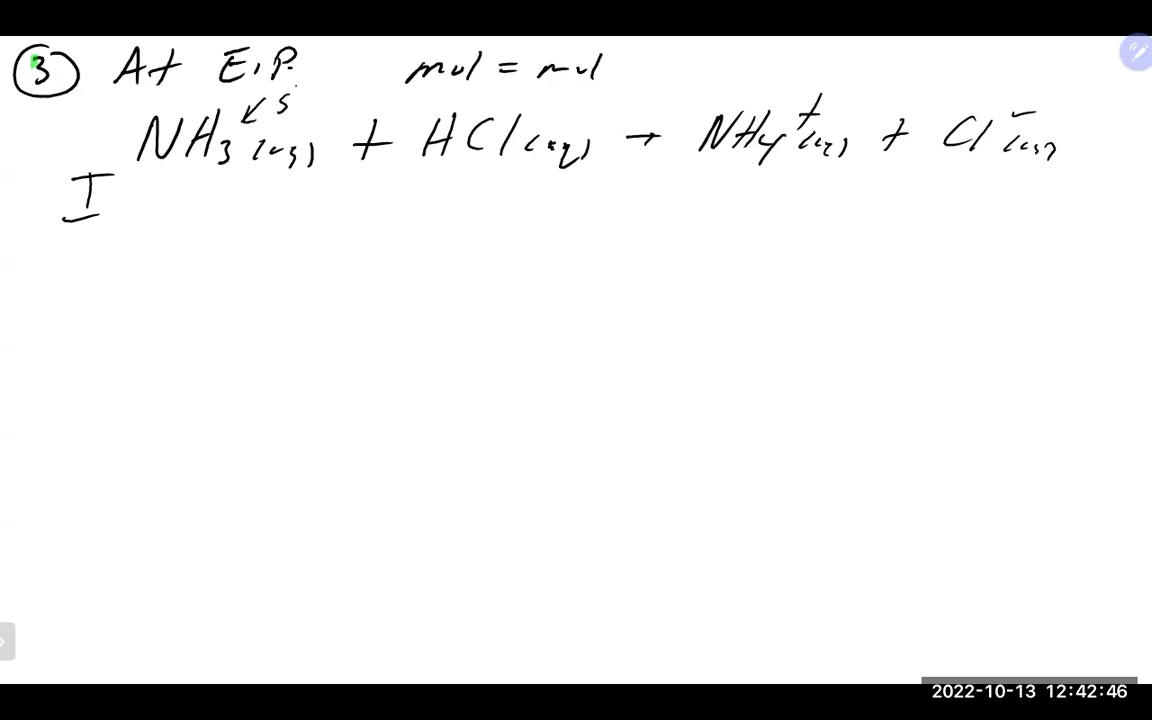 ③ At E.P. mol = mol
↙ s
NH₃(aq) + HCl(aq) → NH₄⁺(aq) + Cl⁻(aq)
I
2022-10-13 12:42:46